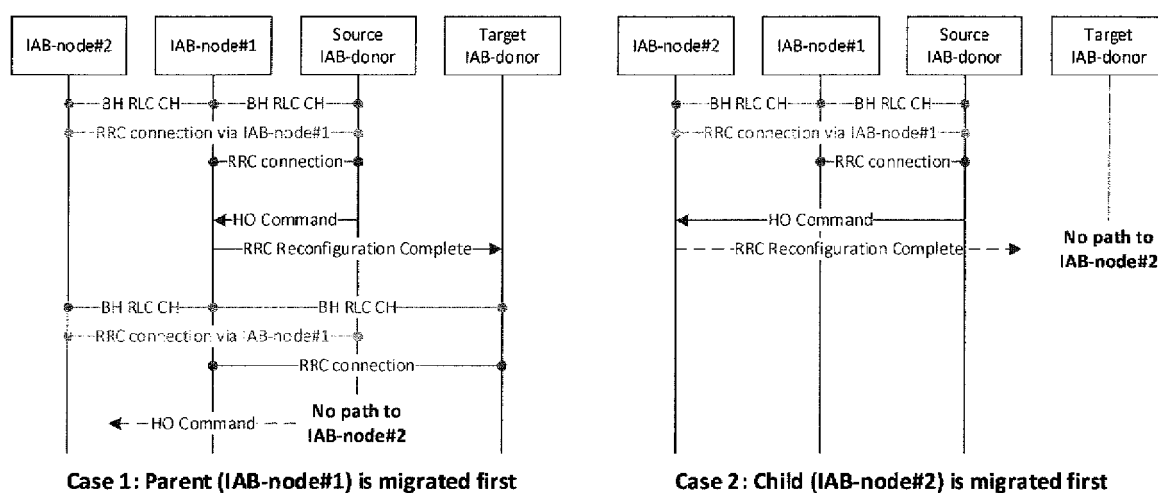 IAB-node#2
IAB-node#1
Source
IAB-donor
Target
IAB-donor
BH RLC CH
BH RLC CH
RRC connection via IAB-node#1
RRC connection
HO Command
RRC Reconfiguration Complete
BH RLC CH
BH RLC CH
RRC connection via IAB-node#1
RRC connection
HO Command
No path to
IAB-node#2
Case 1: Parent (IAB-node#1) is migrated first
IAB-node#2
IAB-node#1
Source
IAB-donor
Target
IAB-donor
BH RLC CH
BH RLC CH
RRC connection via IAB-node#1
RRC connection
HO Command
RRC Reconfiguration Complete
No path to
IAB-node#2
Case 2: Child (IAB-node#2) is migrated first